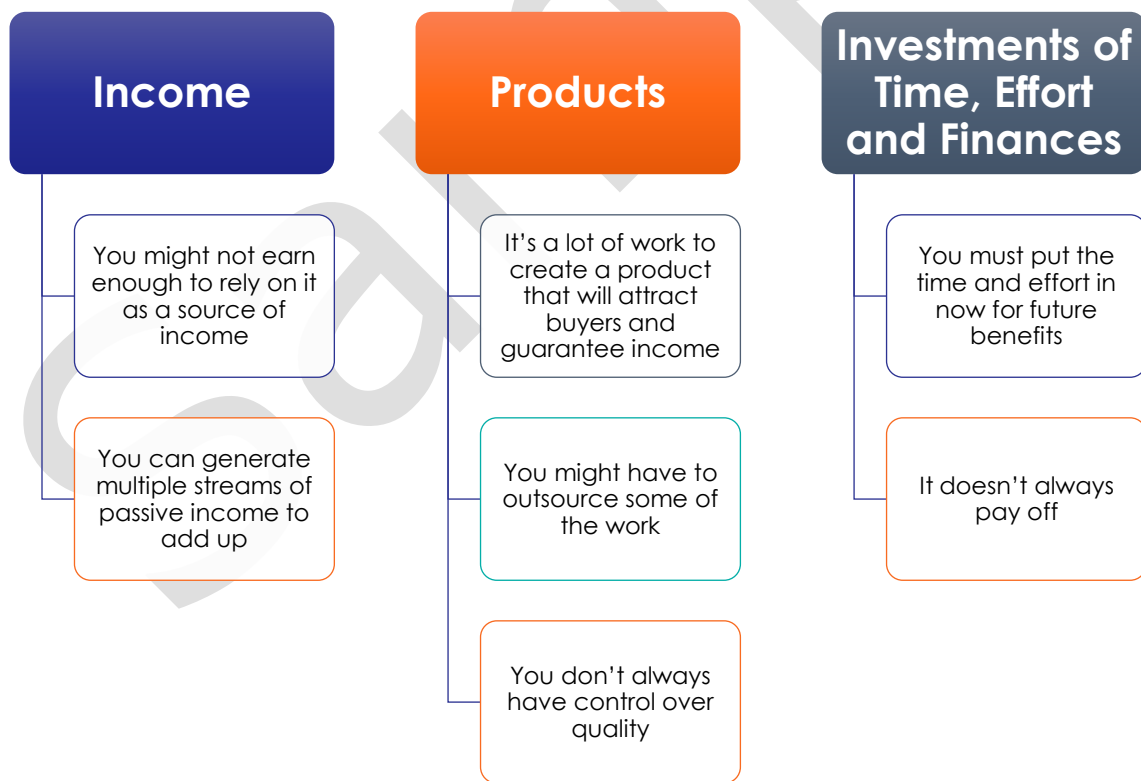 Income
You might not earn
enough to rely on it
as a source of
income
You can generate
multiple streams of
passive income to
add up
Products
It's a lot of work to
create a product
that will attract
buyers and
guarantee income
You might have to
outsource some of
the work
You don't always
have control over
quality
Investments of
Time, Effort
and Finances
You must put the
time and effort in
now for future
benefits
It doesn't always
pay off